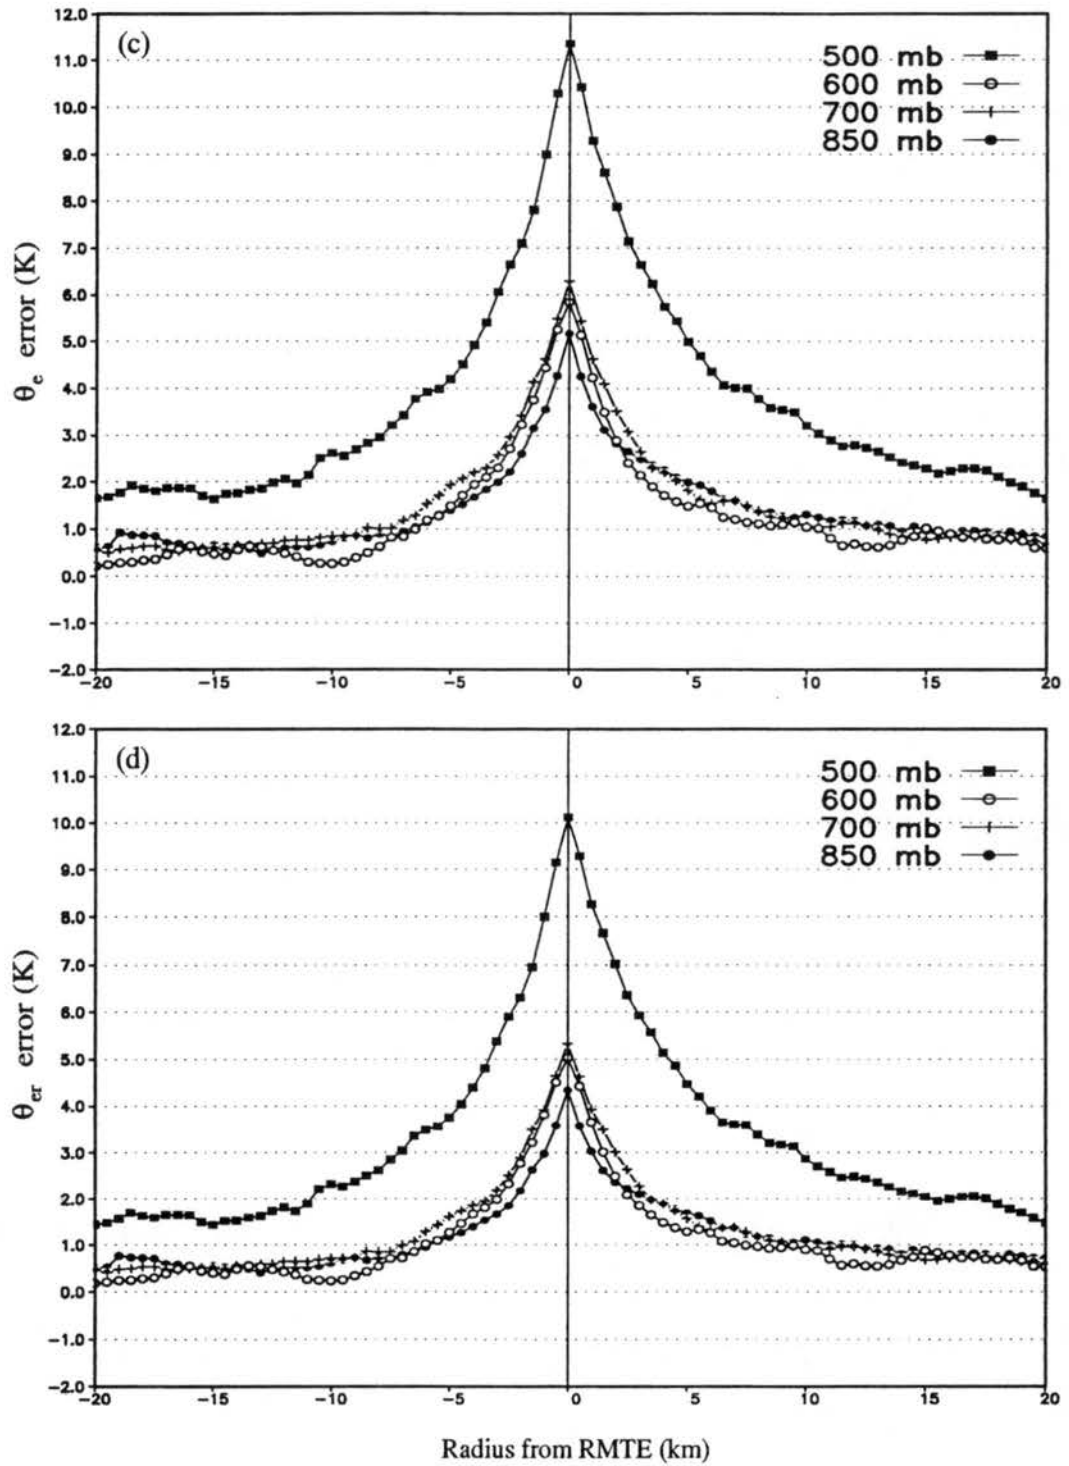 (c)
500 mb
600 mb
700 mb
850 mb
12.0
11.0
10.0
9.0
8.0
7.0
6.0
5.0
4.0
3.0
2.0
1.0
0.0
−1.0
−2.0
θe error (K)
−20 −15 −10 −5 0 5 10 15 20
(d)
500 mb
600 mb
700 mb
850 mb
12.0
11.0
10.0
9.0
8.0
7.0
6.0
5.0
4.0
3.0
2.0
1.0
0.0
−1.0
−2.0
θer error (K)
−20 −15 −10 −5 0 5 10 15 20
Radius from RMTE (km)